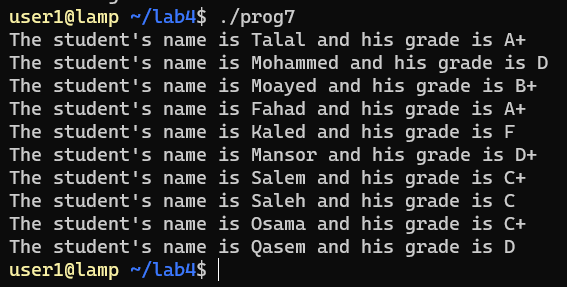 user1@lamp ~/lab4$ ./prog7
The student's name is Talal and his grade is A+
The student's name is Mohammed and his grade is D
The student's name is Moayed and his grade is B+
The student's name is Fahad and his grade is A+
The student's name is Kaled and his grade is F
The student's name is Mansor and his grade is D+
The student's name is Salem and his grade is C+
The student's name is Saleh and his grade is C
The student's name is Osama and his grade is C+
The student's name is Qasem and his grade is D
user1@lamp ~/lab4$